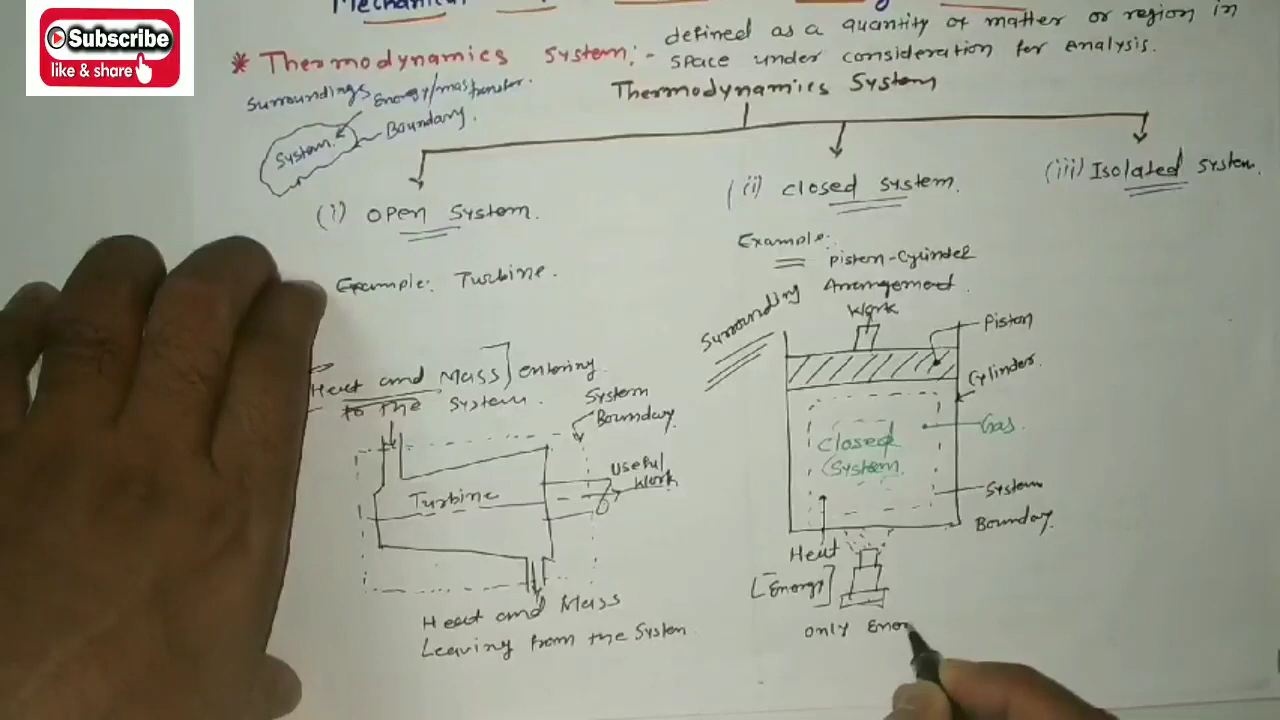 Subscribe
like & share
Mechanical
* Thermodynamics System:- defined as a quantity of matter or region in
space under consideration for analysis.
Surroundings
Energy/mass transfer.
System.
Boundary.
Thermodynamics System
(i) open System.
(ii) closed system.
(iii) Isolated System.
Example: Turbine.
Heat and Mass] entering
to the System.
System
Boundary.
Turbine
Useful
Work
Heat and Mass
Leaving from the System
Example:
Piston-Cylinder
Arrangement.
Surrounding
Work
Piston
Cylinder.
Closed
System.
Gas.
System
Boundary.
Heat
[Energy]
only Ener